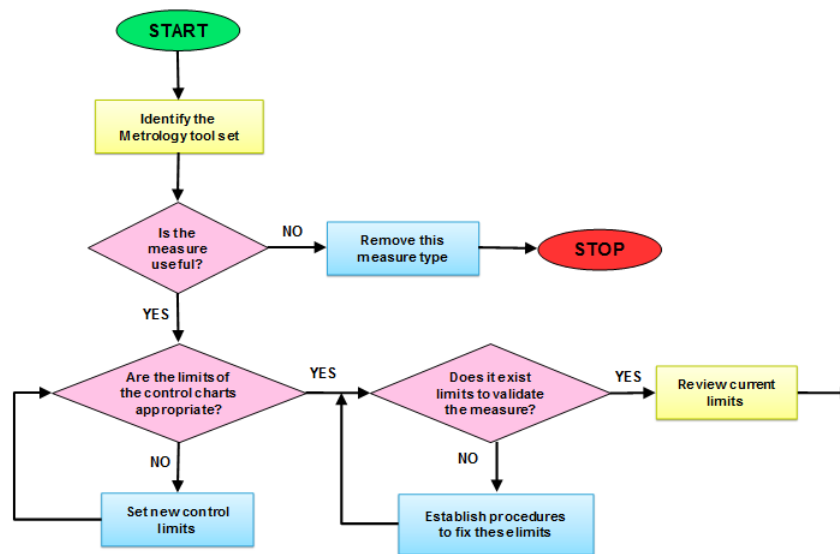 START
Identify the
Metrology tool set
Is the
measure
useful?
NO
Remove this
measure type
STOP
YES
Are the limits of
the control charts
appropriate?
YES
Does it exist
limits to validate
the measure?
YES
Review current
limits
NO
Set new control
limits
NO
Establish procedures
to fix these limits